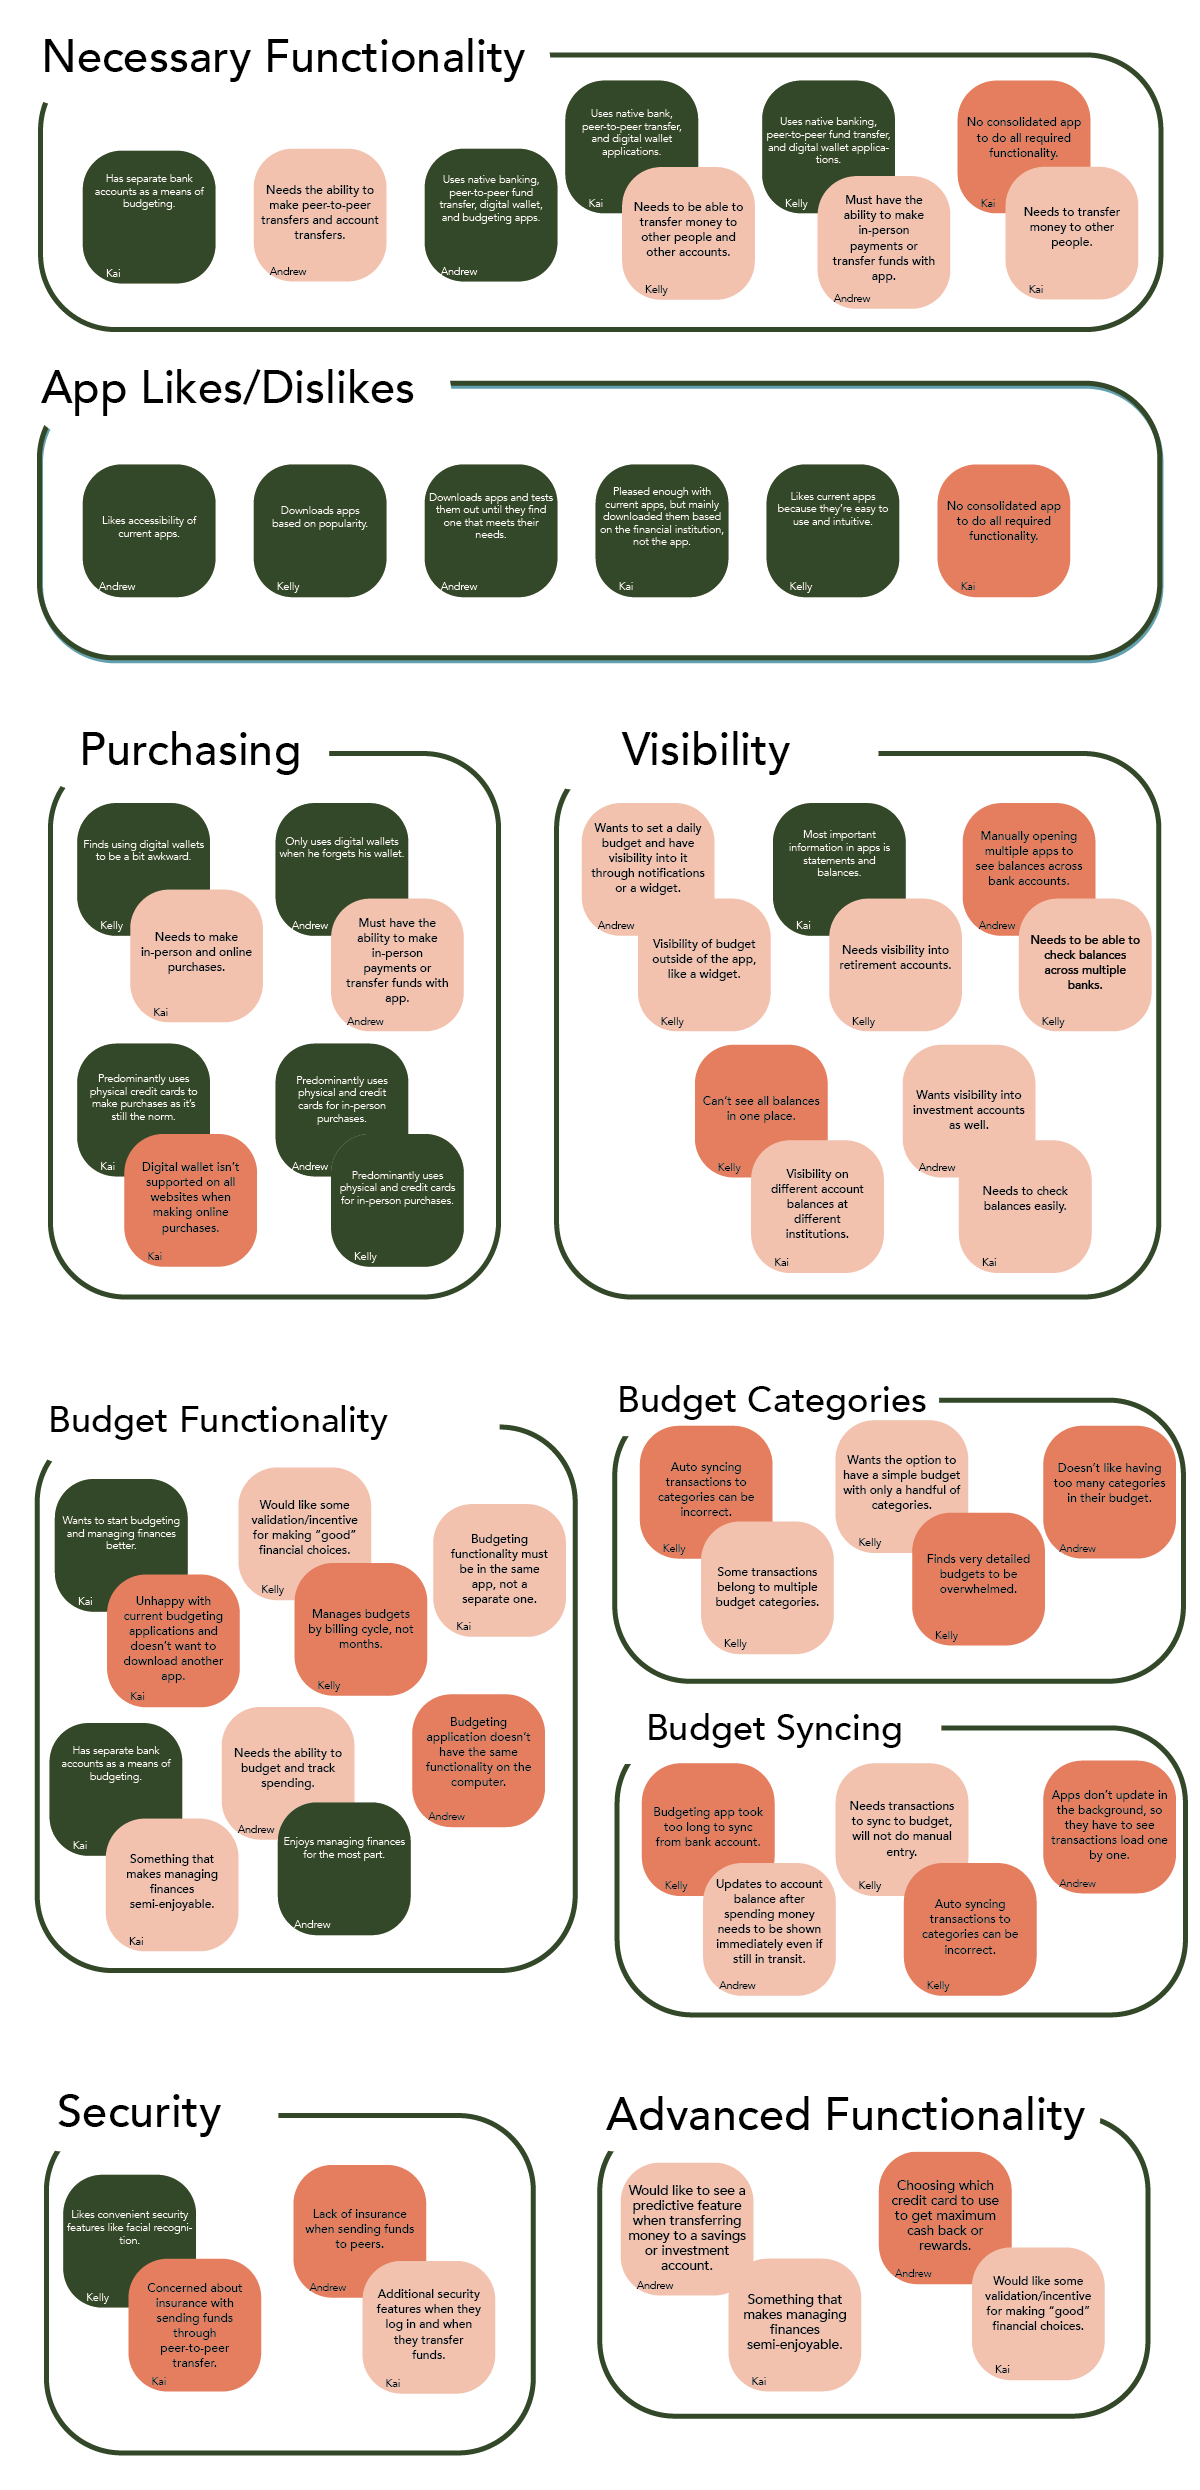 Necessary Functionality
Has separate bank
accounts as a means of
budgeting.
Kai
Needs the ability to
make peer-to-peer
transfers and account
transfers.
Andrew
Uses native banking,
peer-to-peer fund
transfer, digital wallet,
and budgeting apps.
Andrew
Uses native bank,
peer-to-peer transfer,
and digital wallet
applications.
Kai
Needs to be able to
transfer money to
other people and
other accounts.
Kelly
Uses native banking,
peer-to-peer fund transfer,
and digital wallet applica-
tions.
Kelly
Must have the
ability to make
in-person
payments or
transfer funds with
app.
Andrew
No consolidated app
to do all required
functionality.
Kai
Needs to transfer
money to other
people.
Kai
App Likes/Dislikes
Likes accessibility of
current apps.
Andrew
Downloads apps
based on popularity.
Kelly
Downloads apps and tests
them out until they find
one that meets their
needs.
Andrew
Pleased enough with
current apps, but mainly
downloaded them based
on the financial institution,
not the app.
Kai
Likes current apps
because they're easy to
use and intuitive.
Kelly
No consolidated app
to do all required
functionality.
Kai
Purchasing
Finds using digital wallets
to be a bit awkward.
Kelly
Needs to make
in-person and online
purchases.
Kai
Only uses digital wallets
when he forgets his wallet.
Andrew
Must have the
ability to make
in-person
payments or
transfer funds with
app.
Andrew
Predominantly uses
physical credit cards to
make purchases as it's
still the norm.
Kai
Digital wallet isn't
supported on all
websites when
making online
purchases.
Kai
Predominantly uses
physical and credit
cards for in-person
purchases.
Andrew
Predominantly uses
physical and credit cards
for in-person purchases.
Kelly
Visibility
Wants to set a daily
budget and have
visibility into it
through notifications
or a widget.
Andrew
Visibility of budget
outside of the app,
like a widget.
Kelly
Most important
information in apps is
statements and
balances.
Kai
Needs visibility into
retirement accounts.
Kelly
Manually opening
multiple apps to
see balances across
bank accounts.
Andrew
Needs to be able to
check balances
across multiple
banks.
Kelly
Can't see all balances
in one place.
Kelly
Visibility on
different account
balances at
different
institutions.
Kai
Wants visibility into
investment accounts
as well.
Andrew
Needs to check
balances easily.
Kai
Budget Functionality
Wants to start budgeting
and managing finances
better.
Kai
Unhappy with
current budgeting
applications and
doesn't want to
download another
app.
Kai
Would like some
validation/incentive
for making "good"
financial choices.
Kelly
Manages budgets
by billing cycle, not
months.
Kelly
Budgeting
functionality must
be in the same
app, not a
separate one.
Kai
Has separate bank
accounts as a means of
budgeting.
Kai
Something that
makes managing
finances
semi-enjoyable.
Kai
Needs the ability to
budget and track
spending.
Andrew
Enjoys managing finances
for the most part.
Andrew
Budgeting
application doesn't
have the same
functionality on the
computer.
Andrew
Budget Categories
Auto syncing
transactions to
categories can be
incorrect.
Kelly
Some transactions
belong to multiple
budget categories.
Kelly
Wants the option to
have a simple budget
with only a handful of
categories.
Kelly
Finds very detailed
budgets to be
overwhelmed.
Kelly
Doesn't like having
too many categories
in their budget.
Andrew
Budget Syncing
Budgeting app took
too long to sync
from bank account.
Kelly
Updates to account
balance after
spending money
needs to be shown
immediately even if
still in transit.
Andrew
Needs transactions
to sync to budget,
will not do manual
entry.
Kelly
Auto syncing
transactions to
categories can be
incorrect.
Kelly
Apps don't update in
the background, so
they have to see
transactions load one
by one.
Andrew
Security
Likes convenient security
features like facial recogni-
tion.
Kelly
Concerned about
insurance with
sending funds
through
peer-to-peer
transfer.
Kai
Lack of insurance
when sending funds
to peers.
Andrew
Additional security
features when they
log in and when
they transfer
funds.
Kai
Advanced Functionality
Would like to see a
predictive feature
when transferring
money to a savings
or investment
account.
Andrew
Something that
makes managing
finances
semi-enjoyable.
Kai
Choosing which
credit card to use
to get maximum
cash back or
rewards.
Andrew
Would like some
validation/incentive
for making "good"
financial choices.
Kai